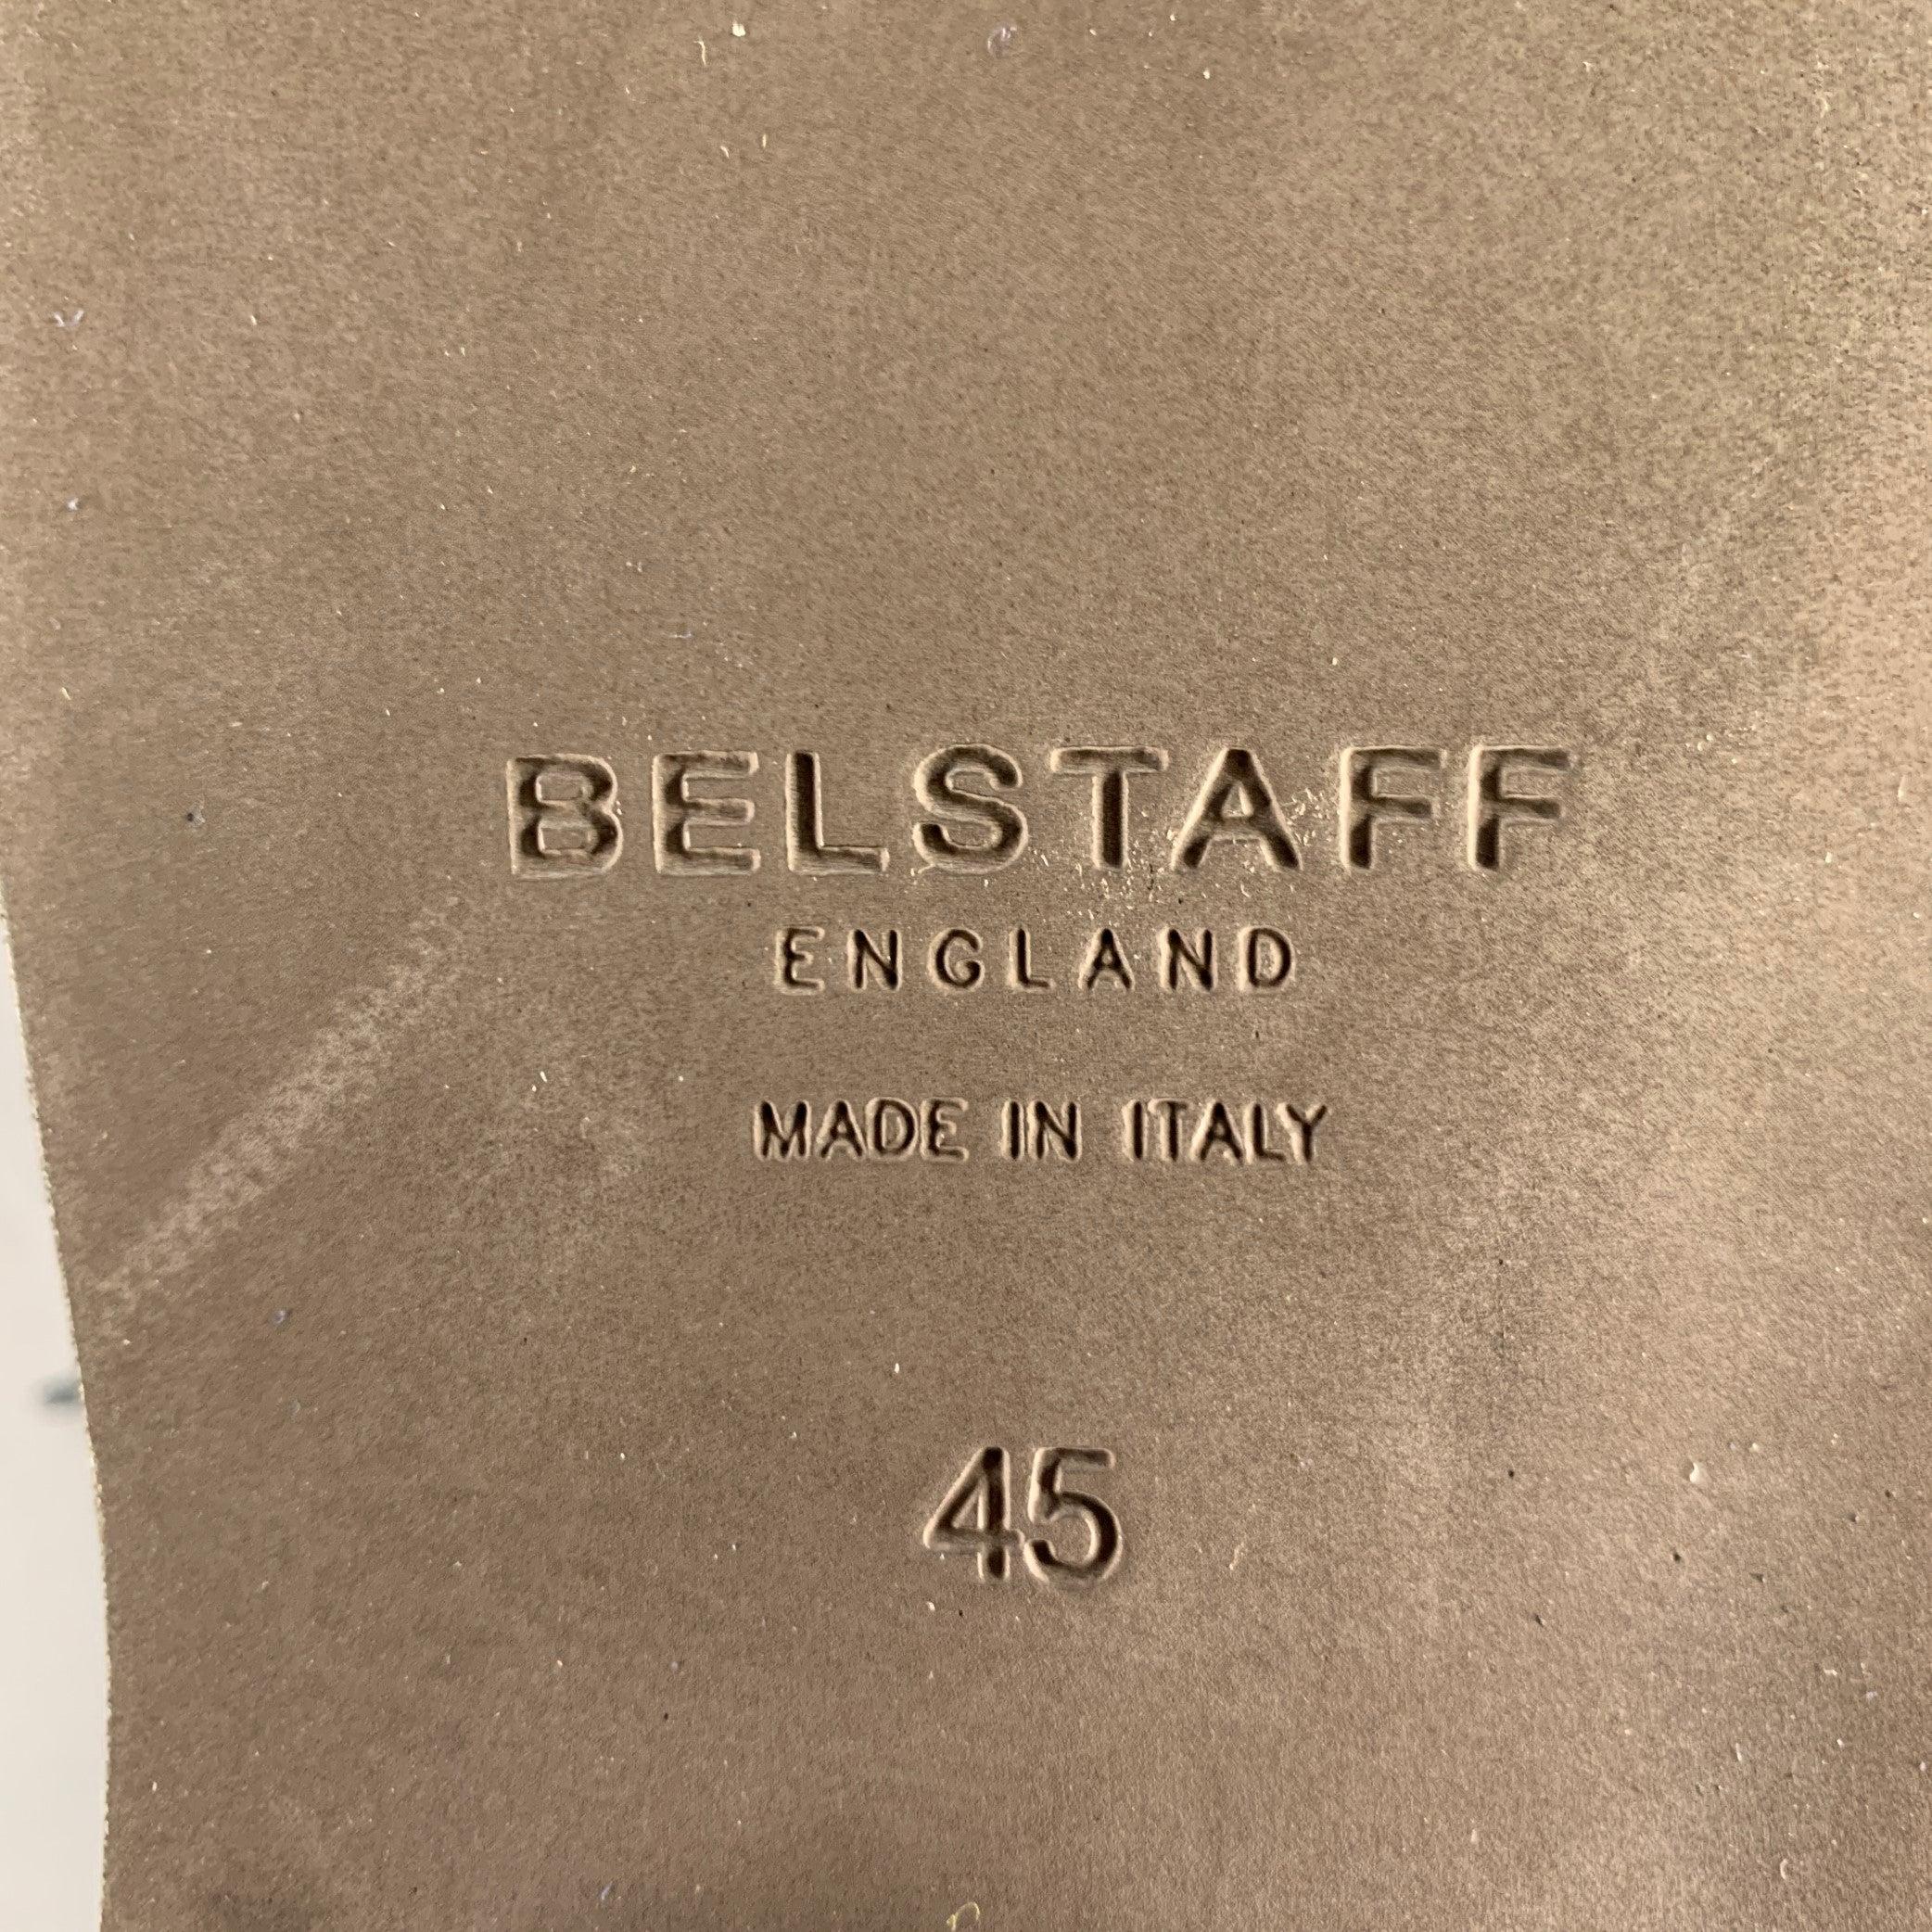 BELSTAFF
ENGLAND
MADE IN ITALY
45